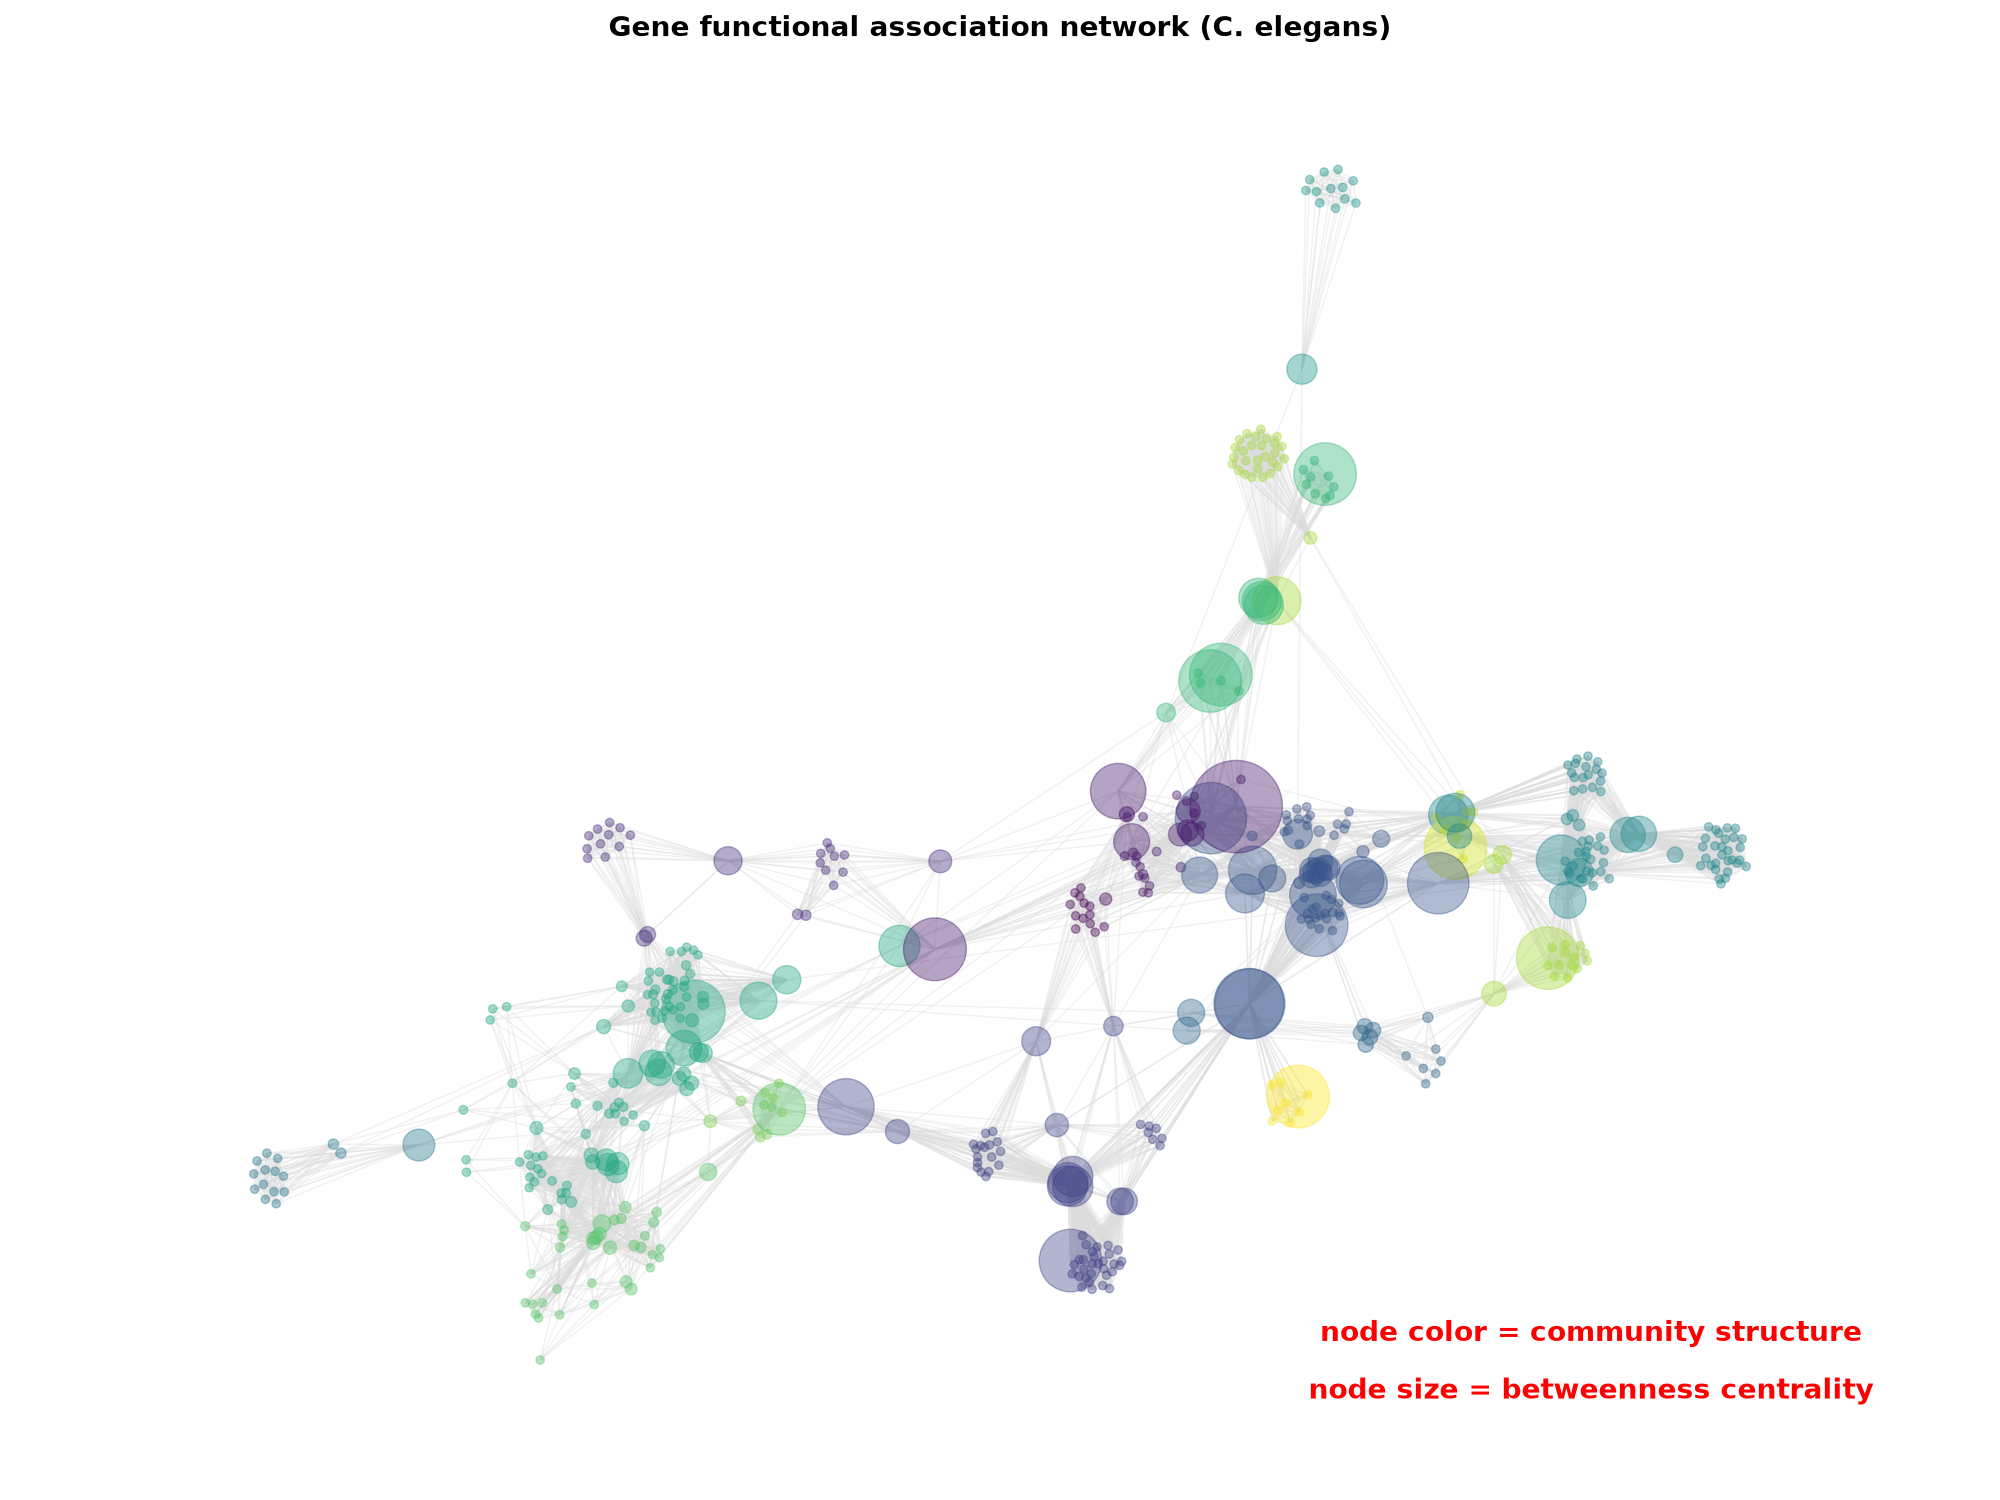 Gene functional association network (C. elegans)
node color = community structure
node size = betweenness centrality